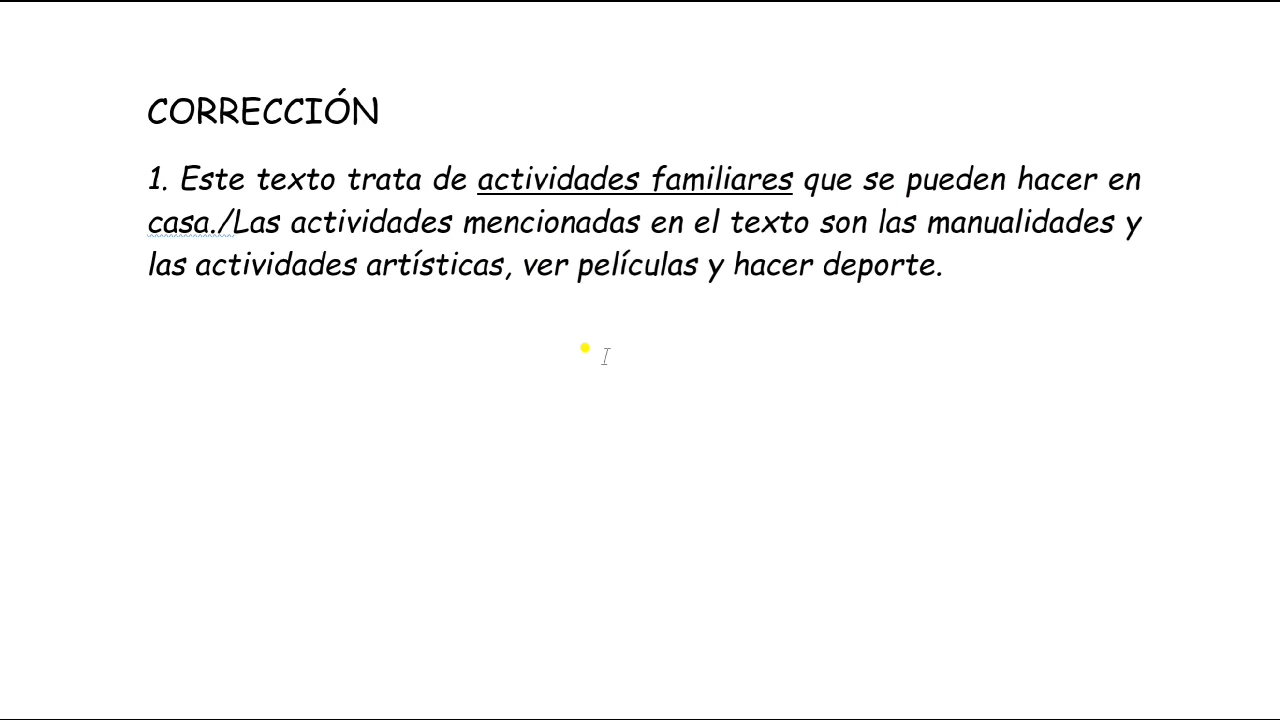 CORRECCIÓN
1. Este texto trata de actividades familiares que se pueden hacer en
casa./Las actividades mencionadas en el texto son las manualidades y
las actividades artísticas, ver películas y hacer deporte.